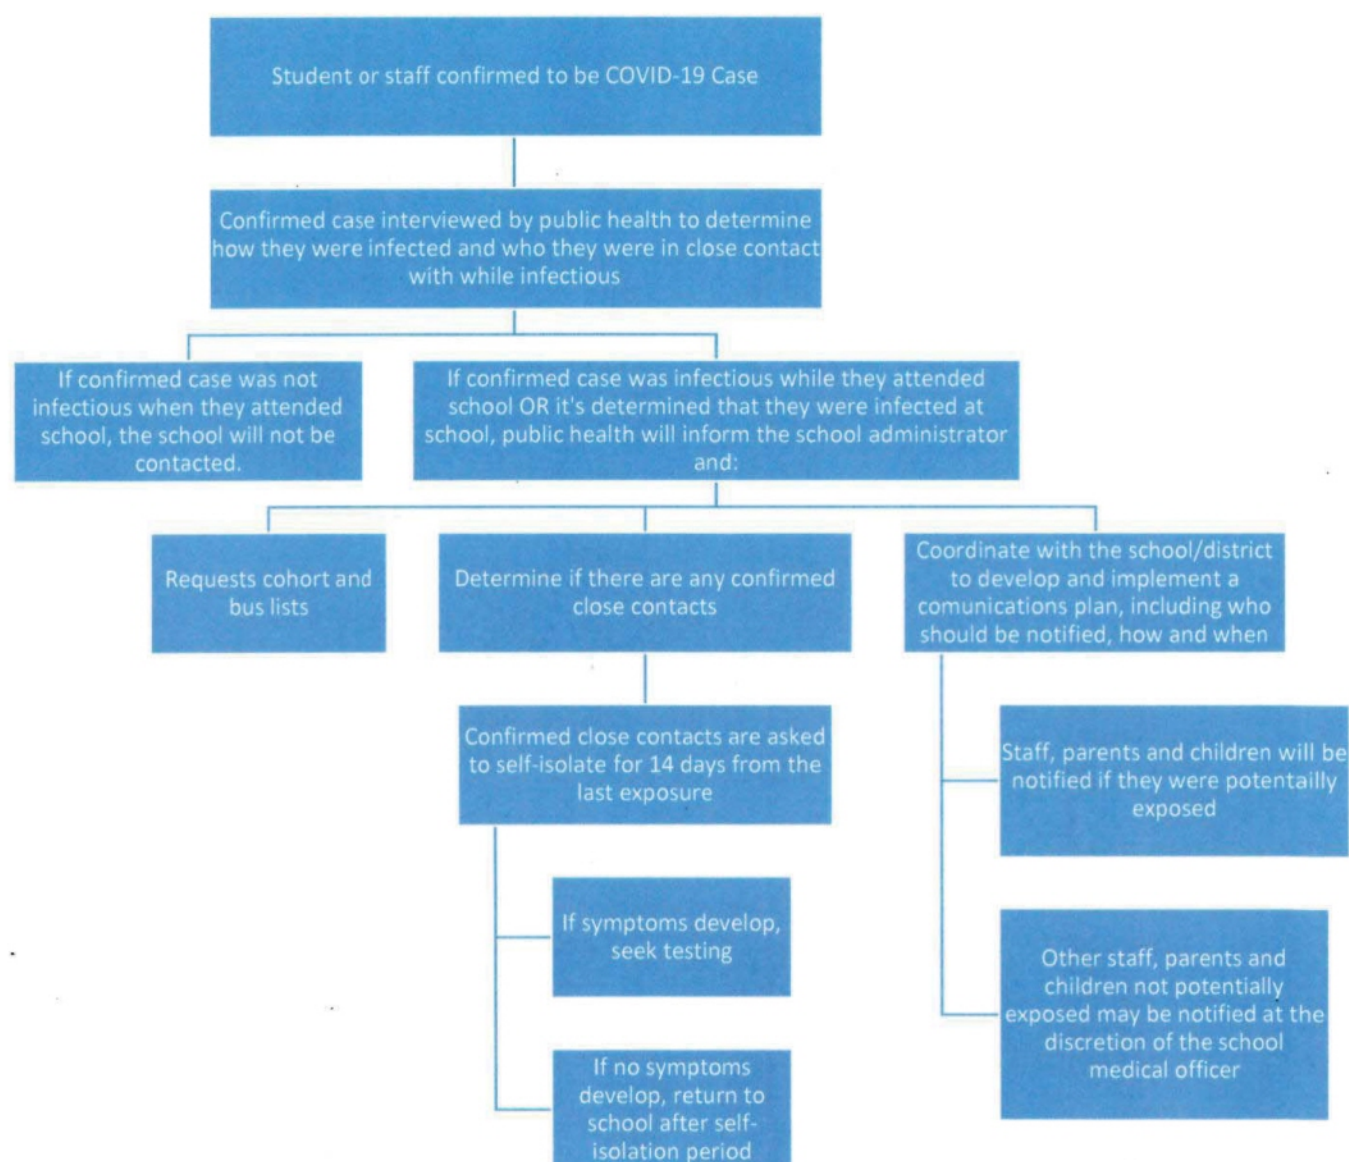 Student or staff confirmed to be COVID-19 Case
Confirmed case interviewed by public health to determine
how they were infected and who they were in close contact
with while infectious
If confirmed case was not
infectious when they attended
school, the school will not be
contacted.
If confirmed case was infectious while they attended
school OR it's determined that they were infected at
school, public health will inform the school administrator
and:
Requests cohort and
bus lists
Determine if there are any confirmed
close contacts
Coordinate with the school/district
to develop and implement a
comunications plan, including who
should be notified, how and when
Confirmed close contacts are asked
to self-isolate for 14 days from the
last exposure
Staff, parents and children will be
notified if they were potentailly
exposed
If symptoms develop,
seek testing
Other staff, parents and
children not potentially
exposed may be notified at the
discretion of the school
medical officer
If no symptoms
develop, return to
school after self-
isolation period